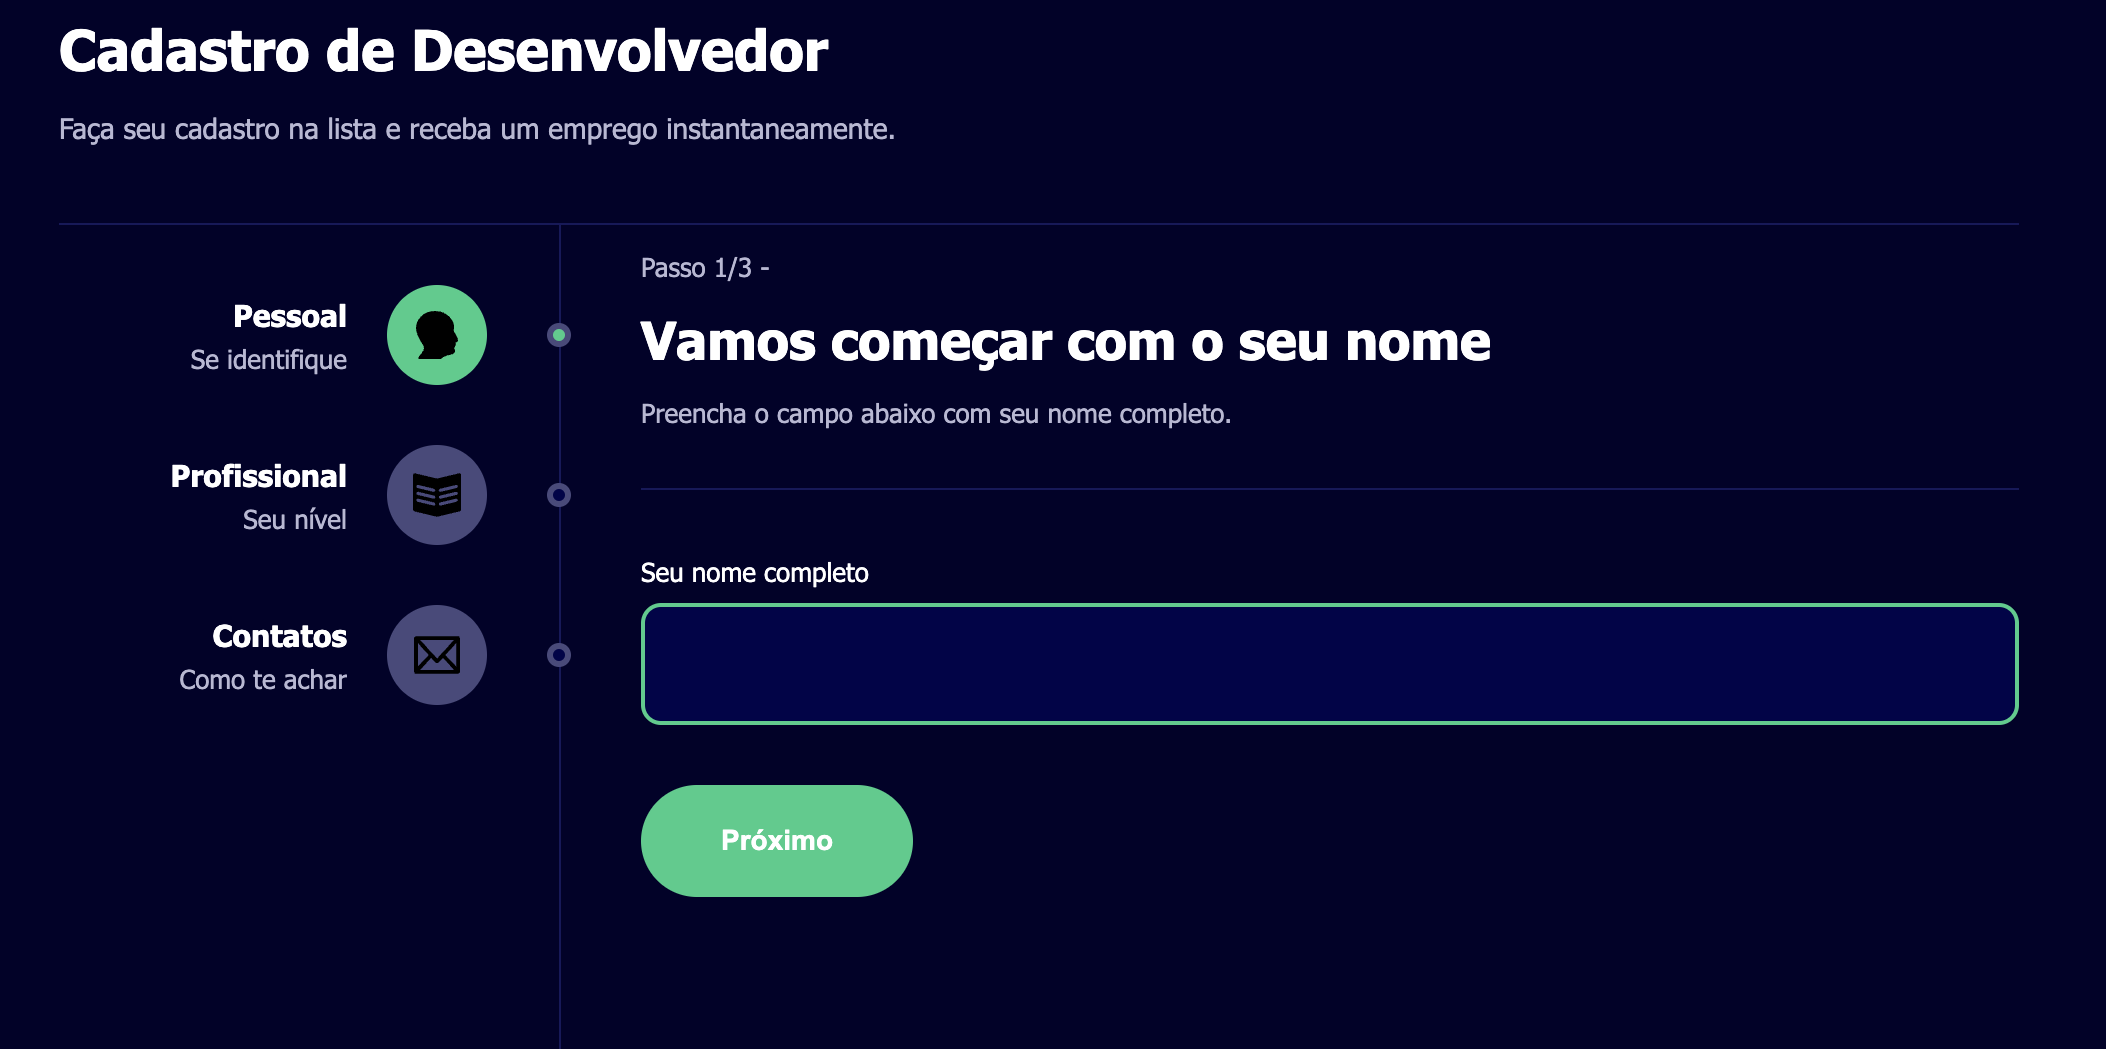 Cadastro de Desenvolvedor
Faça seu cadastro na lista e receba um emprego instantaneamente.
Pessoal
Se identifique
Profissional
Seu nível
Contatos
Como te achar
Passo 1/3 -
Vamos começar com o seu nome
Preencha o campo abaixo com seu nome completo.
Seu nome completo
Próximo